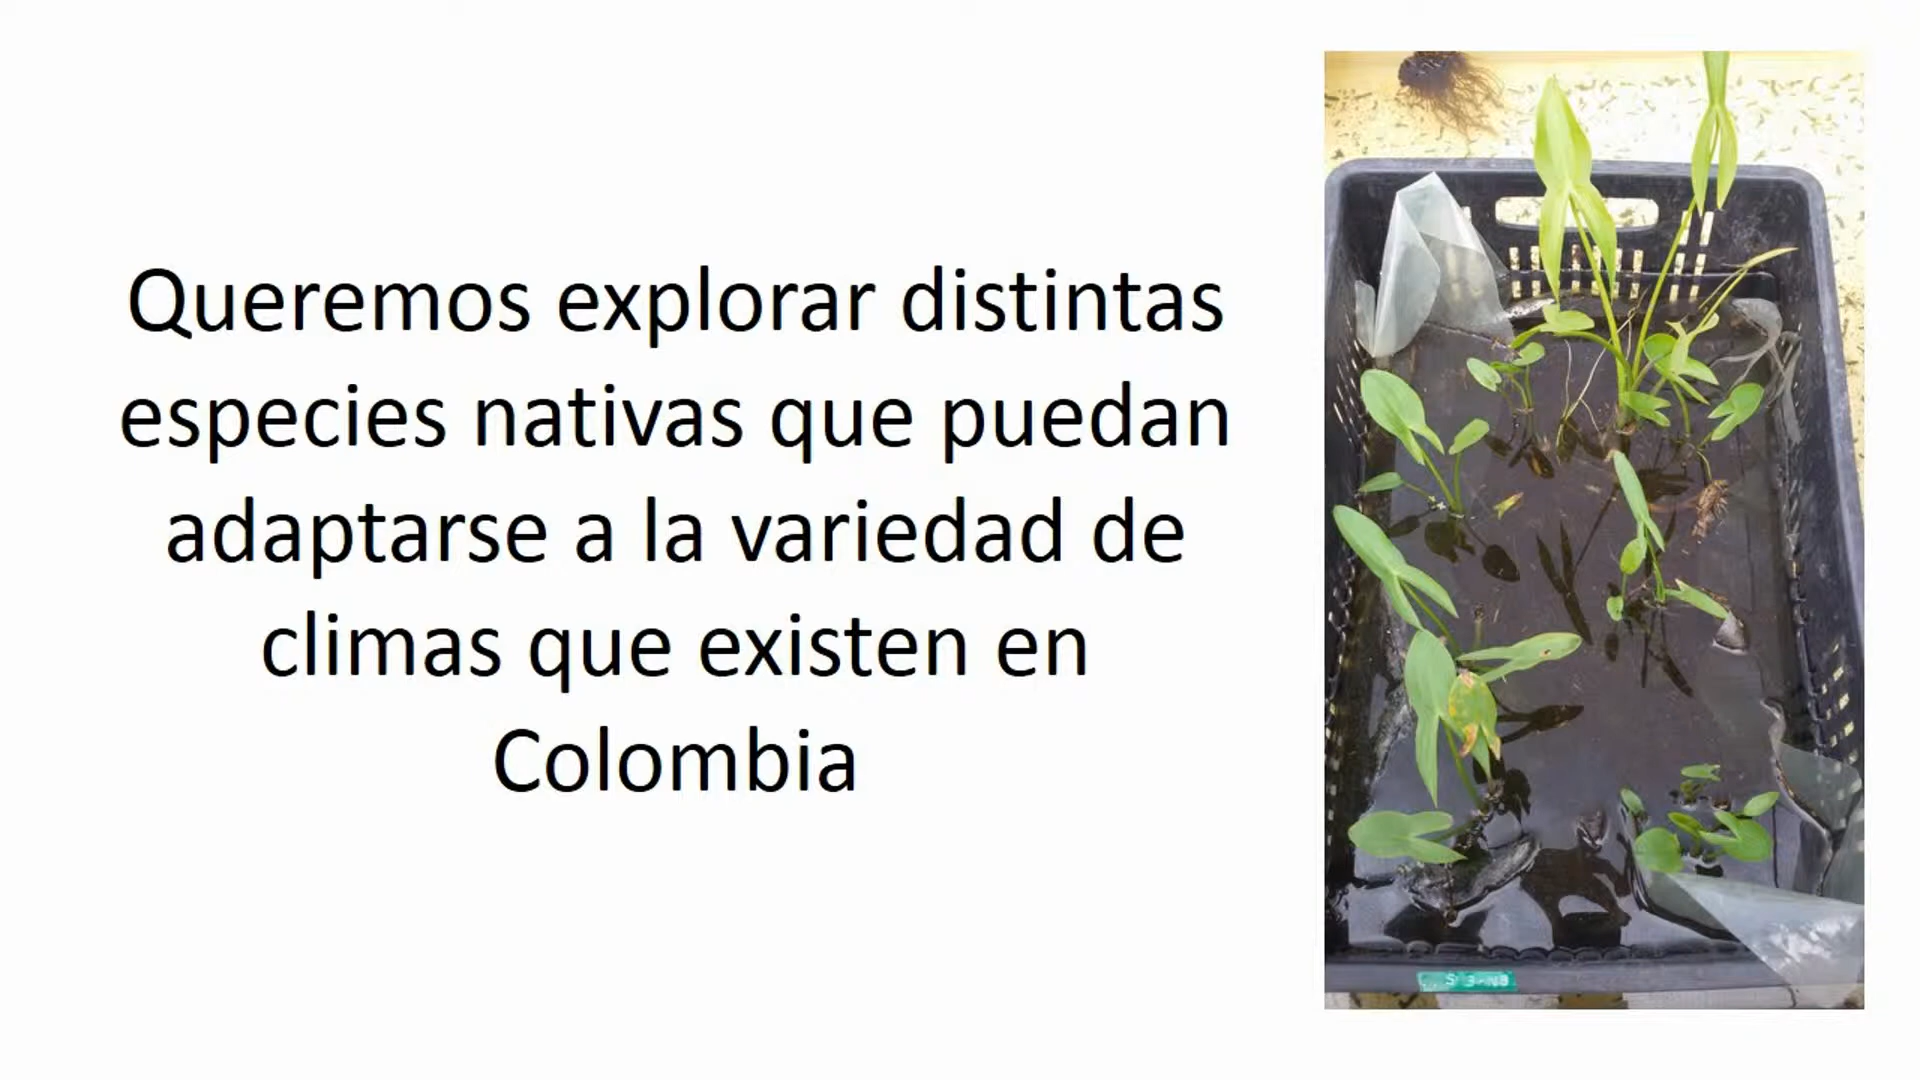 Queremos explorar distintas
especies nativas que puedan
adaptarse a la variedad de
climas que existen en
Colombia